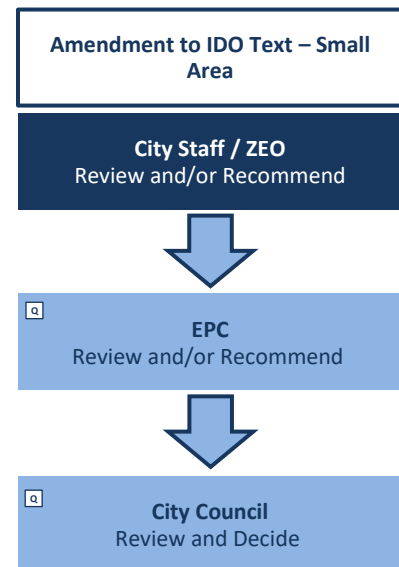 Amendment to IDO Text – Small
Area
City Staff / ZEO
Review and/or Recommend
Q
EPC
Review and/or Recommend
Q
City Council
Review and Decide